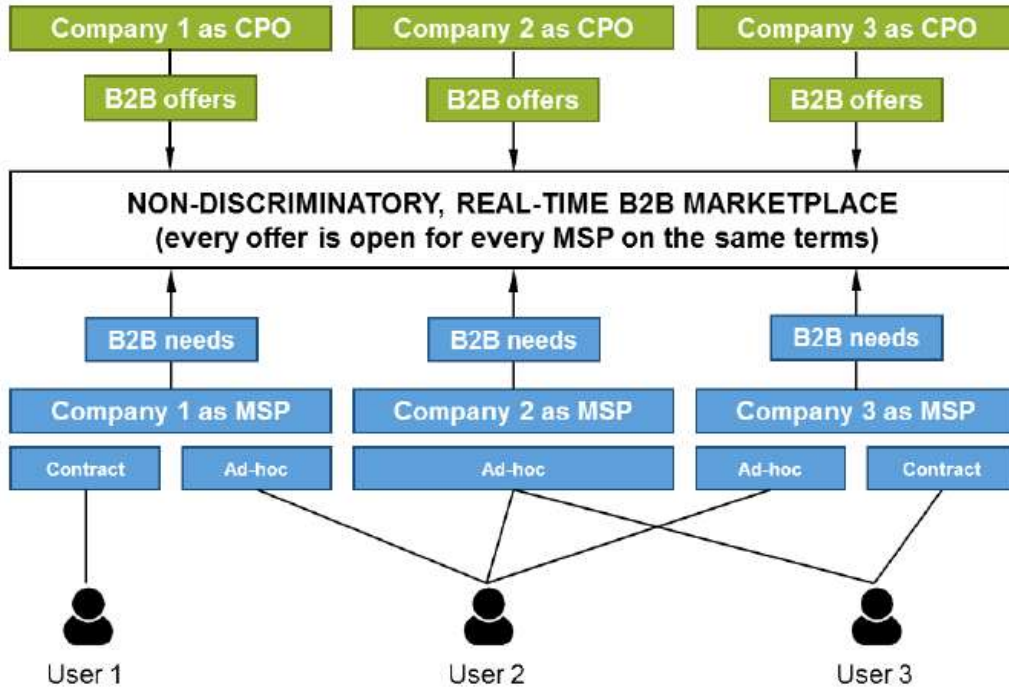 Company 1 as CPO
Company 2 as CPO
Company 3 as CPO
B2B offers
B2B offers
B2B offers
NON-DISCRIMINATORY, REAL-TIME B2B MARKETPLACE
(every offer is open for every MSP on the same terms)
B2B needs
B2B needs
B2B needs
Company 1 as MSP
Company 2 as MSP
Company 3 as MSP
Contract
Ad-hoc
Ad-hoc
Ad-hoc
Contract
User 1
User 2
User 3